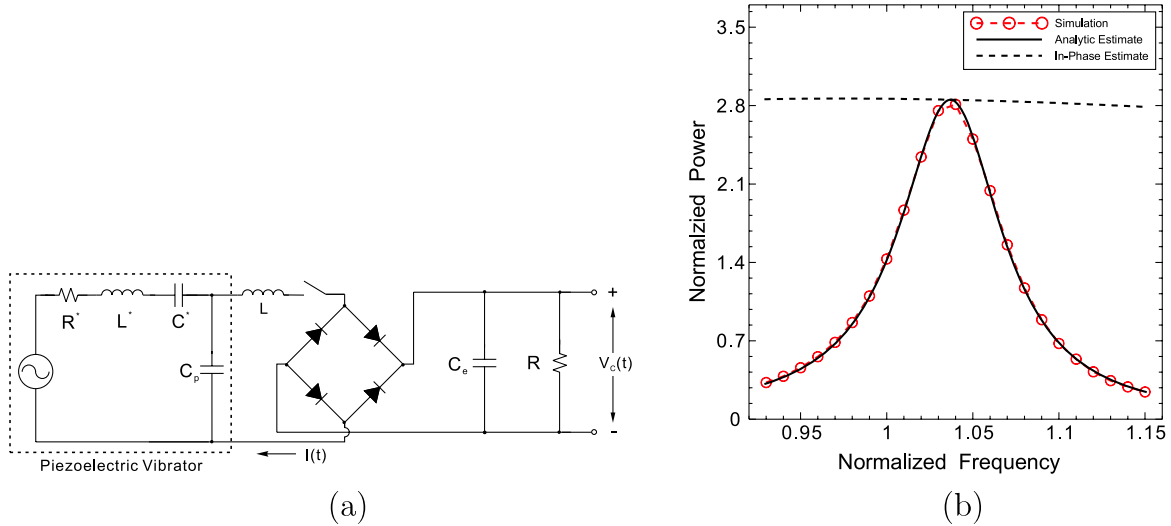 R*
L*
C*
L
Cp
Ce
R
Vc(t)
+
-
I(t)
Piezoelectric Vibrator
(a)
Simulation
Analytic Estimate
In-Phase Estimate
Normalzied Power
3.5
2.8
2.1
1.4
0.7
0
0.95 1 1.05 1.10 1.15
Normalized Frequency
(b)